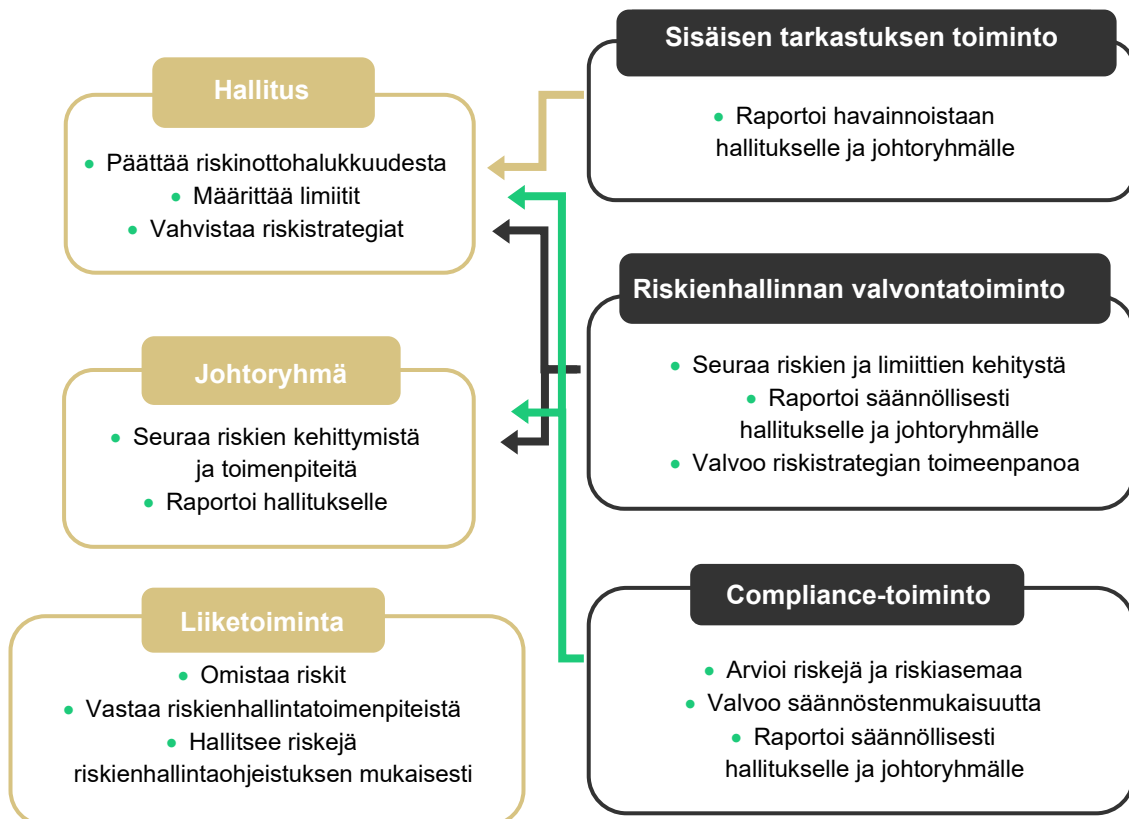 Hallitus
• Päättää riskinottohalukkuudesta
• Määrittää limiitit
• Vahvistaa riskistrategiat
Johtoryhmä
• Seuraa riskien kehittymistä
ja toimenpiteitä
• Raportoi hallitukselle
Liiketoiminta
• Omistaa riskit
• Vastaa riskienhallintatoimenpiteistä
• Hallitsee riskejä
riskienhallintaohjeistuksen mukaisesti
Sisäisen tarkastuksen toiminto
• Raportoi havainnoistaan
hallitukselle ja johtoryhmälle
Riskienhallinnan valvontatoiminto
• Seuraa riskien ja limiittien kehitystä
• Raportoi säännöllisesti
hallitukselle ja johtoryhmälle
• Valvoo riskistrategian toimeenpanoa
Compliance-toiminto
• Arvioi riskejä ja riskiasemaa
• Valvoo säännöstenmukaisuutta
• Raportoi säännöllisesti
hallitukselle ja johtoryhmälle